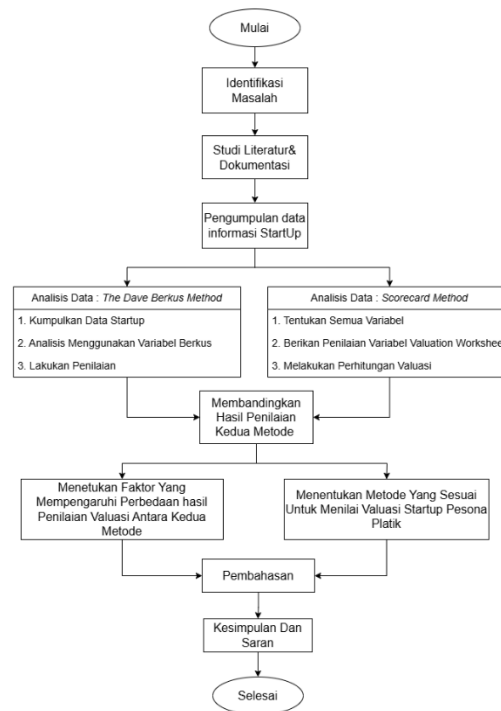 Mulai
Identifikasi
Masalah
Studi Literatur&
Dokumentasi
Pengumpulan data
informasi StartUp
Analisis Data : The Dave Berkus Method
1. Kumpulkan Data Startup
2. Analisis Menggunakan Variabel Berkus
3. Lakukan Penilaian
Analisis Data : Scorecard Method
1. Tentukan Semua Variabel
2. Berikan Penilaian Variabel Valuation Workshee
3. Melakukan Perhitungan Valuasi
Membandingkan
Hasil Penilaian
Kedua Metode
Menetukan Faktor Yang
Mempengaruhi Perbedaan hasil
Penilaian Valuasi Antara Kedua
Metode
Menentukan Metode Yang Sesuai
Untuk Menilai Valuasi Startup Pesona
Platik
Pembahasan
Kesimpulan Dan
Saran
Selesai